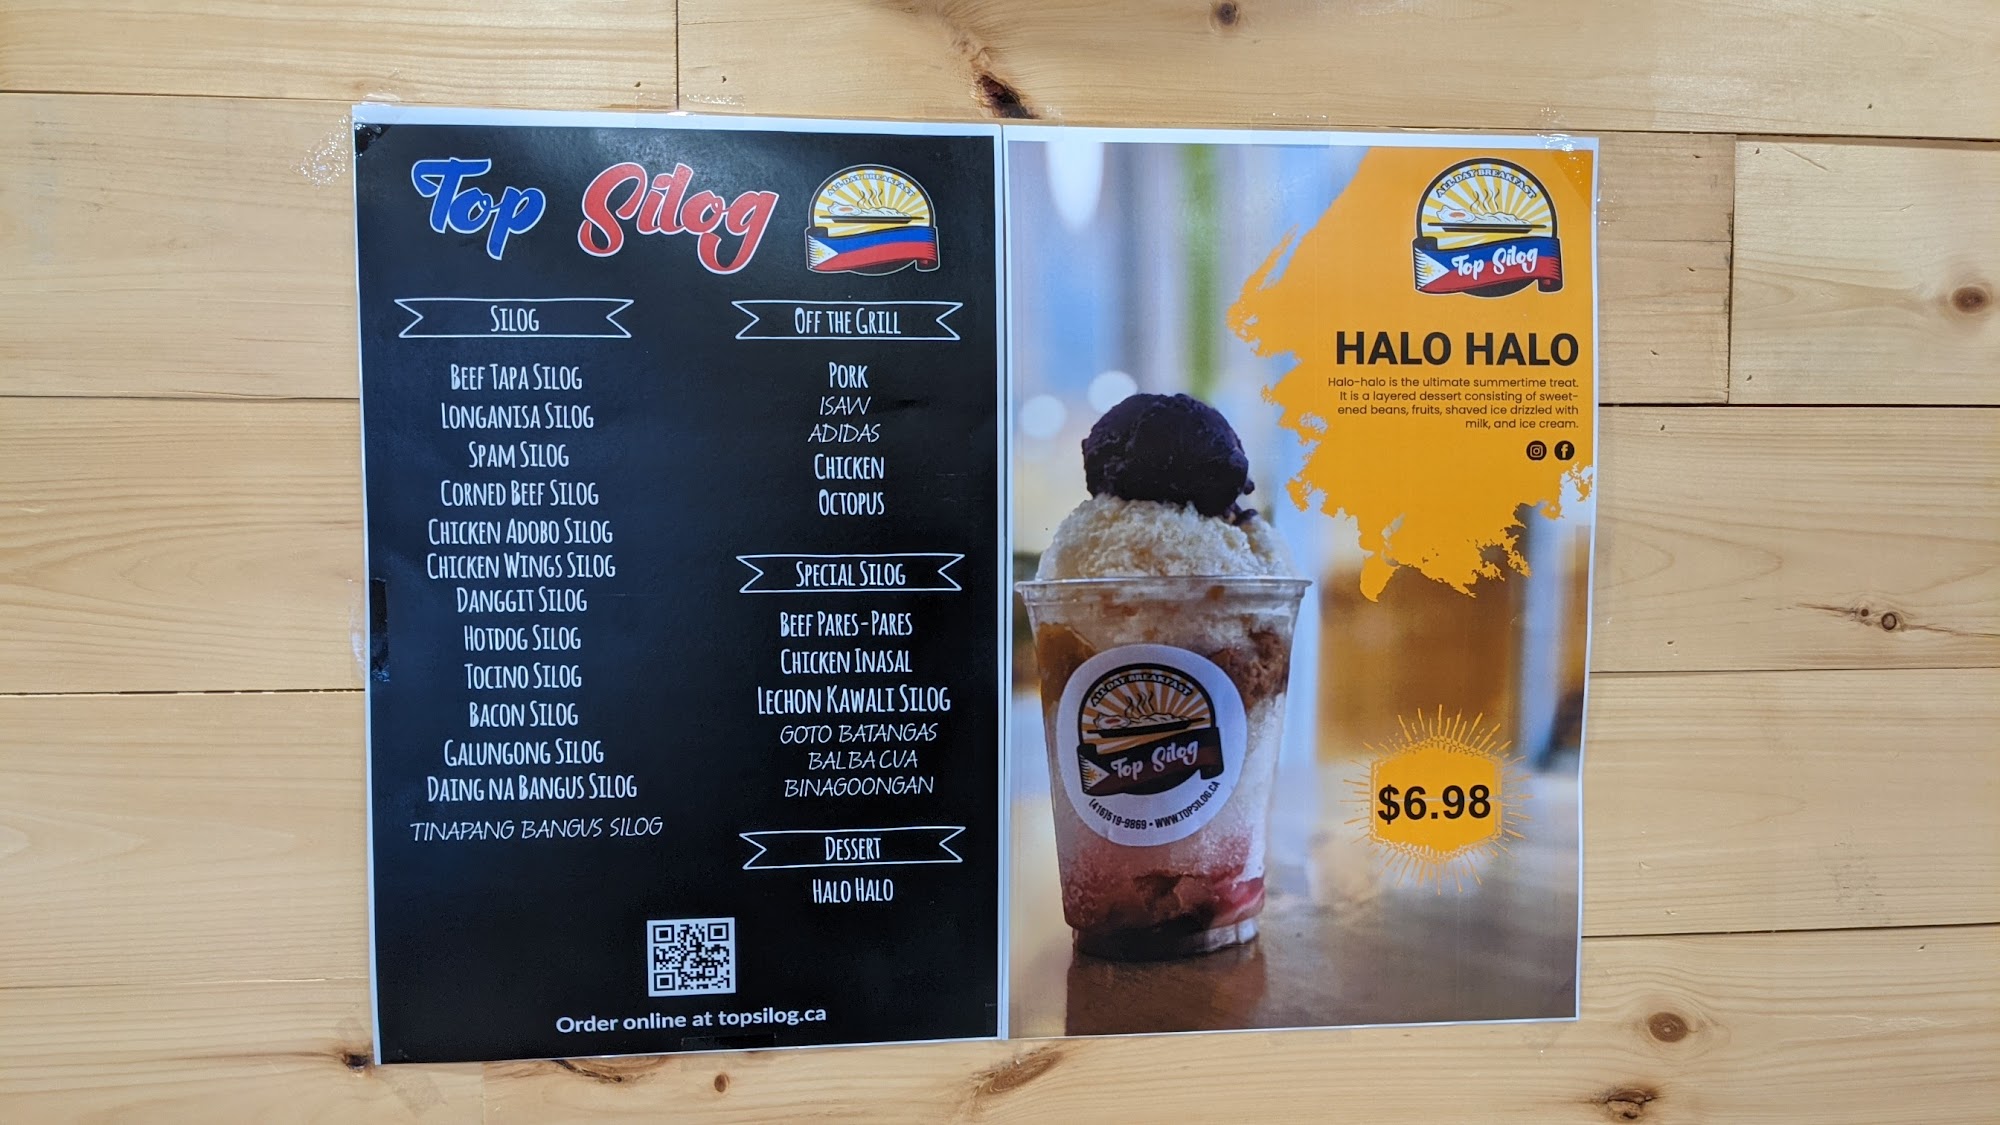 Top Silog
ALL DAY BREAKFAST
SILOG
BEEF TAPA SILOG
LONGANISA SILOG
SPAM SILOG
CORNED BEEF SILOG
CHICKEN ADOBO SILOG
CHICKEN WINGS SILOG
DANGGIT SILOG
HOTDOG SILOG
TOCINO SILOG
BACON SILOG
GALUNGONG SILOG
DAING NA BANGUS SILOG
TINAPANG BANGUS SILOG
OFF THE GRILL
PORK
ISAW
ADIDAS
CHICKEN
OCTOPUS
SPECIAL SILOG
BEEF PARES-PARES
CHICKEN INASAL
LECHON KAWALI SILOG
GOTO BATANGAS
BALBACUA
BINAGOONGAN
DESSERT
HALO HALO
Order online at topsilog.ca
ALL DAY BREAKFAST
Top Silog
HALO HALO
Halo-halo is the ultimate summertime treat.
It is a layered dessert consisting of sweet-
ened beans, fruits, shaved ice drizzled with
milk, and ice cream.
ALL DAY BREAKFAST
Top Silog
(416)519-9869 • WWW.TOPSILOG.CA
$6.98